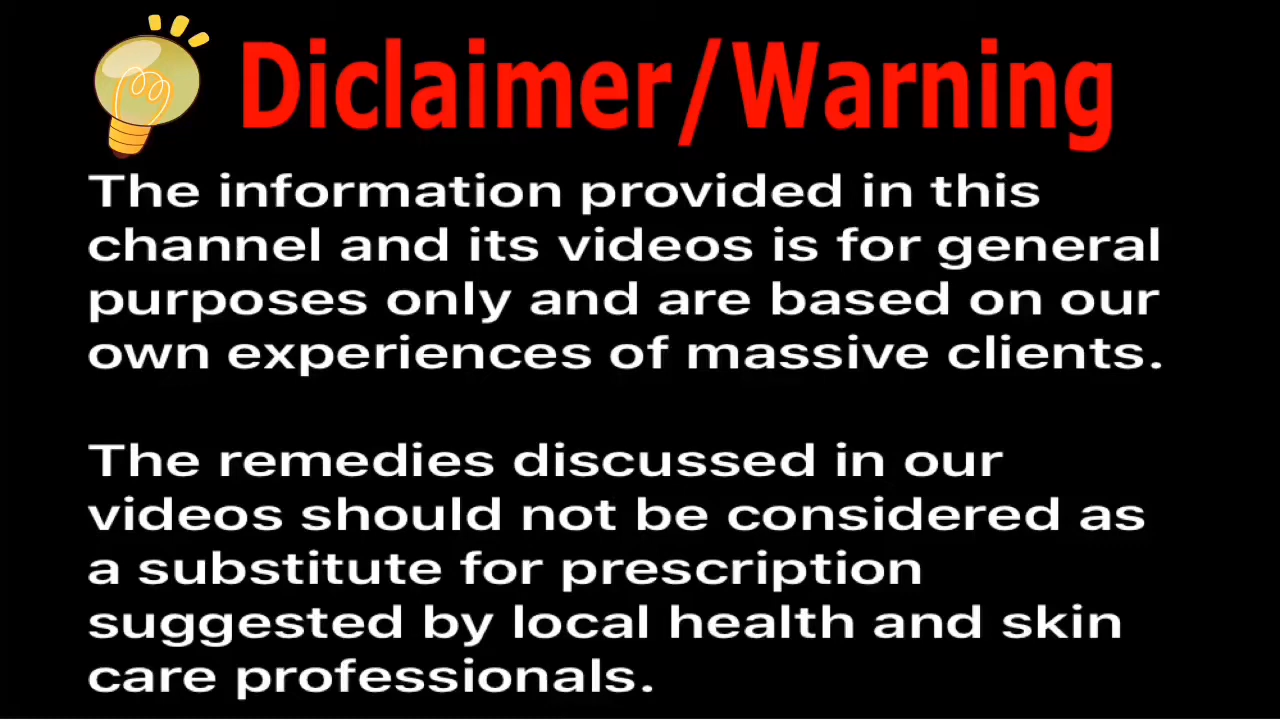 Diclaimer/Warning
The information provided in this
channel and its videos is for general
purposes only and are based on our
own experiences of massive clients.
The remedies discussed in our
videos should not be considered as
a substitute for prescription
suggested by local health and skin
care professionals.